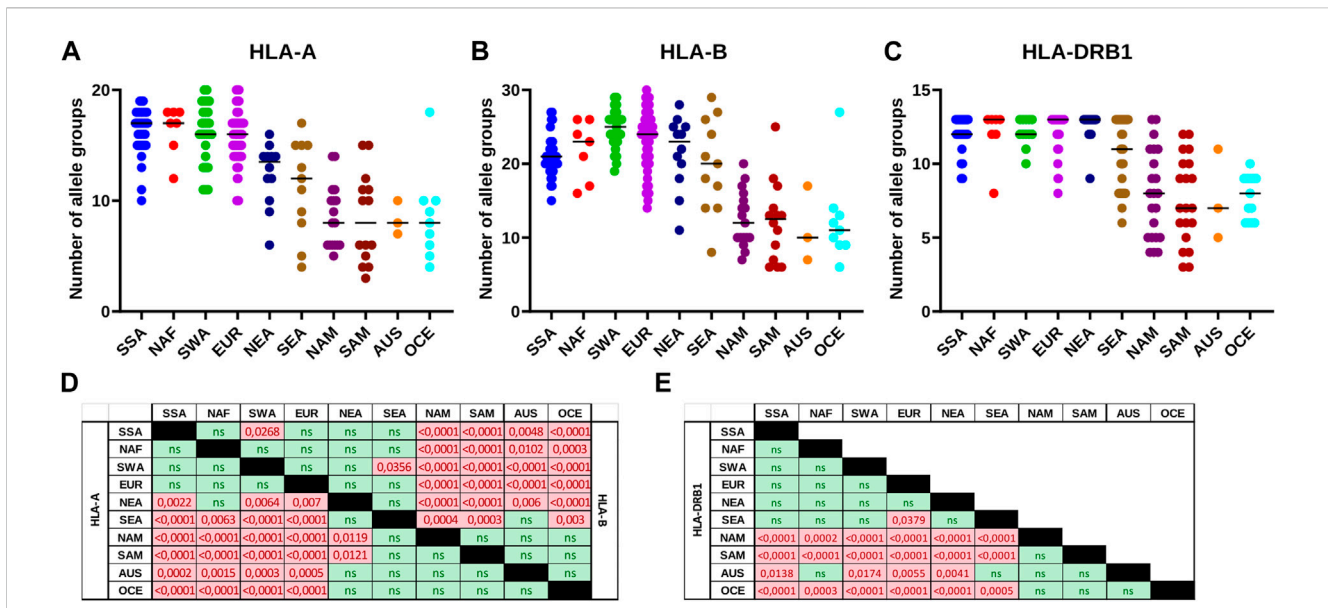 A HLA-A
B HLA-B
C HLA-DRB1
Number of allele groups
20
10
0
SSA NAF SWA EUR NEA SEA NAM SAM AUS OCE
Number of allele groups
30
20
10
0
SSA NAF SWA EUR NEA SEA NAM SAM AUS OCE
Number of allele groups
15
10
5
0
SSA NAF SWA EUR NEA SEA NAM SAM AUS OCE
D
SSA NAF SWA EUR NEA SEA NAM SAM AUS OCE
HLA-A
SSA ns 0,0268 ns ns ns <0,0001 <0,0001 0,0048 <0,0001
NAF ns ns ns ns ns <0,0001 <0,0001 0,0102 0,0003
SWA ns ns ns ns 0,0356 <0,0001 <0,0001 <0,0001 <0,0001
EUR ns ns ns ns ns <0,0001 <0,0001 <0,0001 <0,0001
NEA 0,0022 ns 0,0064 0,007 ns <0,0001 <0,0001 0,006 <0,0001
SEA <0,0001 0,0063 <0,0001 <0,0001 ns 0,0004 0,0003 ns 0,003
NAM <0,0001 <0,0001 <0,0001 <0,0001 0,0119 ns ns ns ns
SAM <0,0001 <0,0001 <0,0001 <0,0001 0,0121 ns ns ns ns
AUS 0,0002 0,0015 0,0003 0,0005 ns ns ns ns ns
OCE <0,0001 <0,0001 <0,0001 <0,0001 ns ns ns ns ns
HLA-B
E
SSA NAF SWA EUR NEA SEA NAM SAM AUS OCE
HLA-DRB1
SSA
NAF ns
SWA ns ns
EUR ns ns ns
NEA ns ns ns ns
SEA ns ns ns 0,0379 ns
NAM <0,0001 0,0002 <0,0001 <0,0001 <0,0001 <0,0001
SAM <0,0001 <0,0001 <0,0001 <0,0001 <0,0001 <0,0001 ns
AUS 0,0138 ns 0,0174 0,0055 0,0041 ns ns ns
OCE <0,0001 0,0003 <0,0001 <0,0001 <0,0001 0,0005 ns ns ns